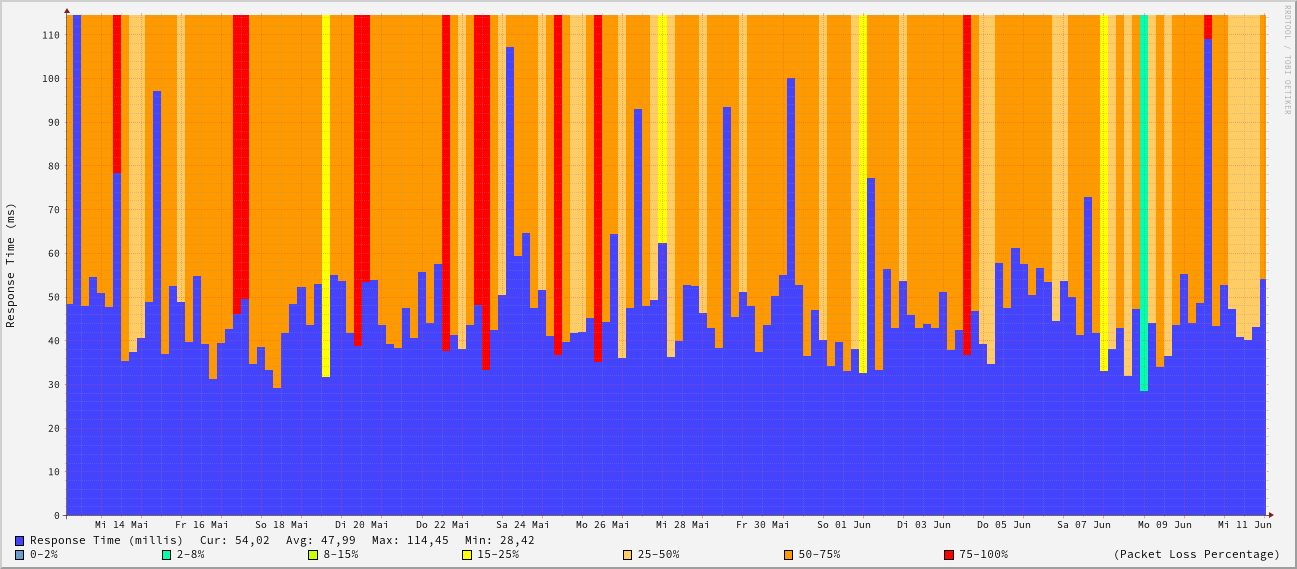 RRDTOOL / TOBI OETIKER
Response Time (ms)
110
100
90
80
70
60
50
40
30
20
10
0
Mi 14 Mai Fr 16 Mai So 18 Mai Di 20 Mai Do 22 Mai Sa 24 Mai Mo 26 Mai Mi 28 Mai Fr 30 Mai So 01 Jun Di 03 Jun Do 05 Jun Sa 07 Jun Mo 09 Jun Mi 11 Jun
Response Time (millis) Cur: 54,02 Avg: 47,99 Max: 114,45 Min: 28,42
0-2% 2-8% 8-15% 15-25% 25-50% 50-75% 75-100% (Packet Loss Percentage)